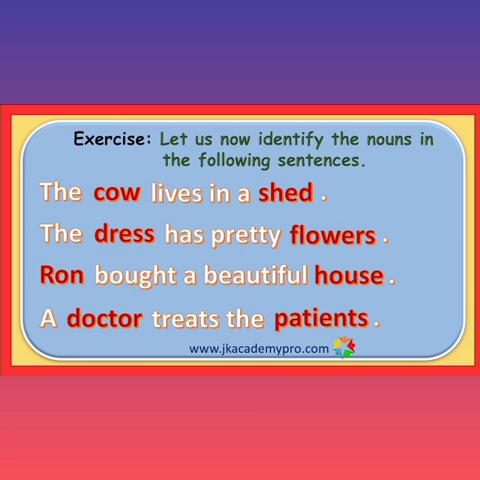 Exercise: Let us now identify the nouns in
the following sentences.
The cow lives in a shed .
The dress has pretty flowers .
Ron bought a beautiful house .
A doctor treats the patients .
www.jkacademypro.com